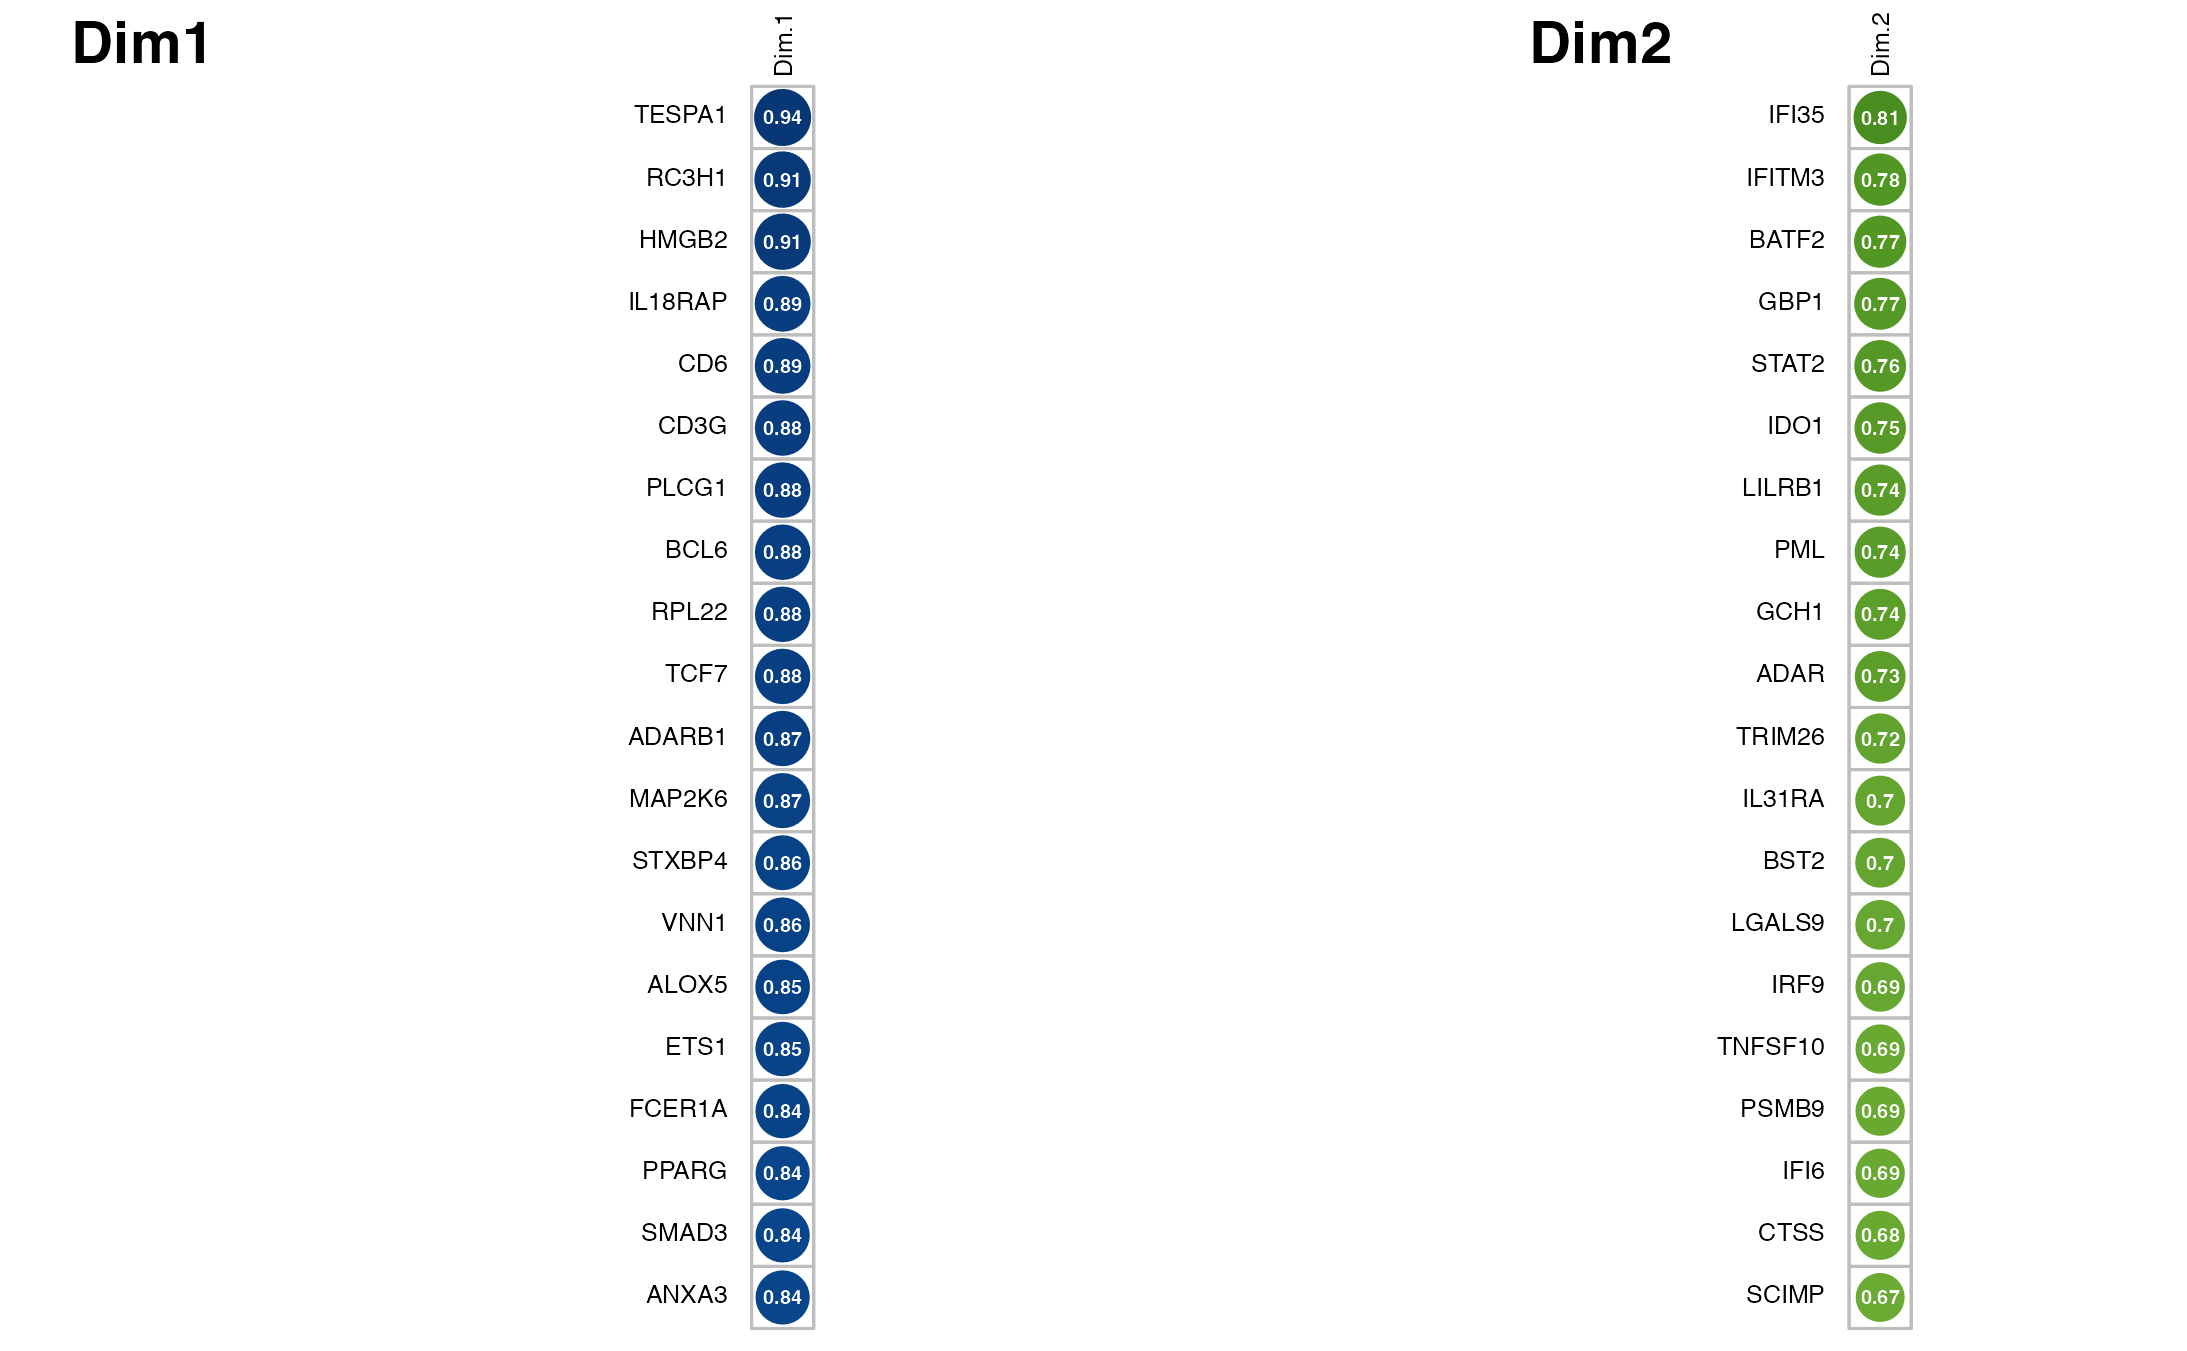 Dim1
Dim.1
TESPA1 0.94
RC3H1 0.91
HMGB2 0.91
IL18RAP 0.89
CD6 0.89
CD3G 0.88
PLCG1 0.88
BCL6 0.88
RPL22 0.88
TCF7 0.88
ADARB1 0.87
MAP2K6 0.87
STXBP4 0.86
VNN1 0.86
ALOX5 0.85
ETS1 0.85
FCER1A 0.84
PPARG 0.84
SMAD3 0.84
ANXA3 0.84
Dim2
Dim.2
IFI35 0.81
IFITM3 0.78
BATF2 0.77
GBP1 0.77
STAT2 0.76
IDO1 0.75
LILRB1 0.74
PML 0.74
GCH1 0.74
ADAR 0.73
TRIM26 0.72
IL31RA 0.7
BST2 0.7
LGALS9 0.7
IRF9 0.69
TNFSF10 0.69
PSMB9 0.69
IFI6 0.69
CTSS 0.68
SCIMP 0.67